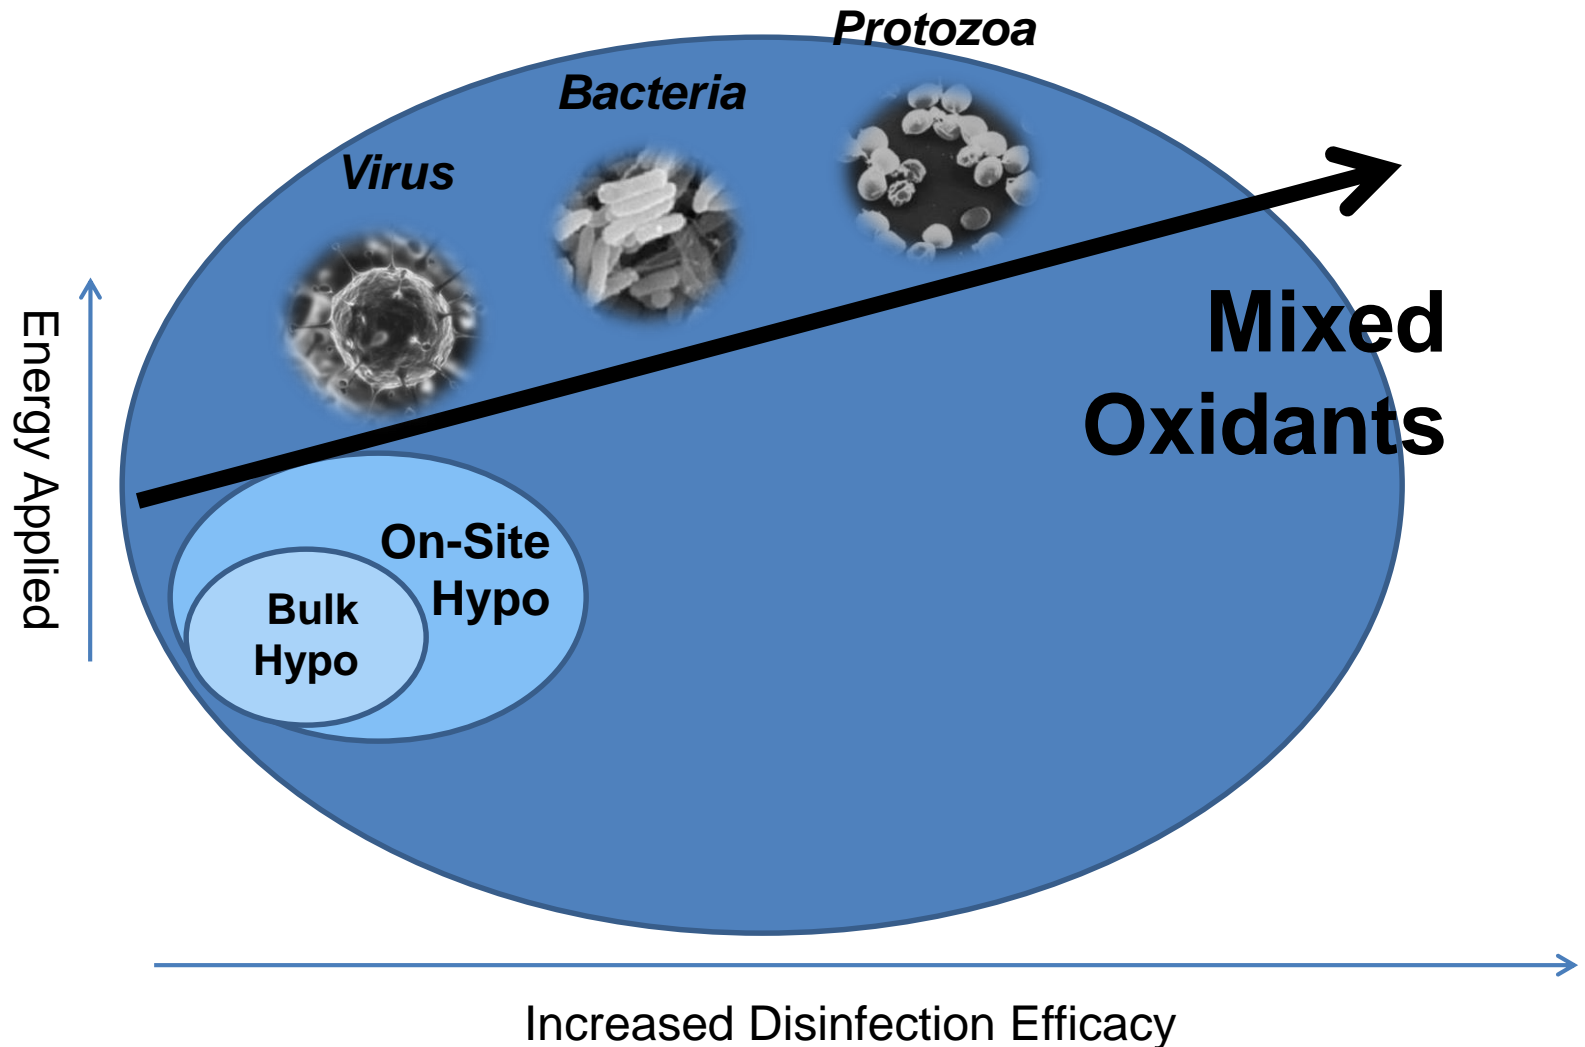 Protozoa
Bacteria
Virus
Energy Applied
Mixed
Oxidants
On-Site
Hypo
Bulk
Hypo
Increased Disinfection Efficacy